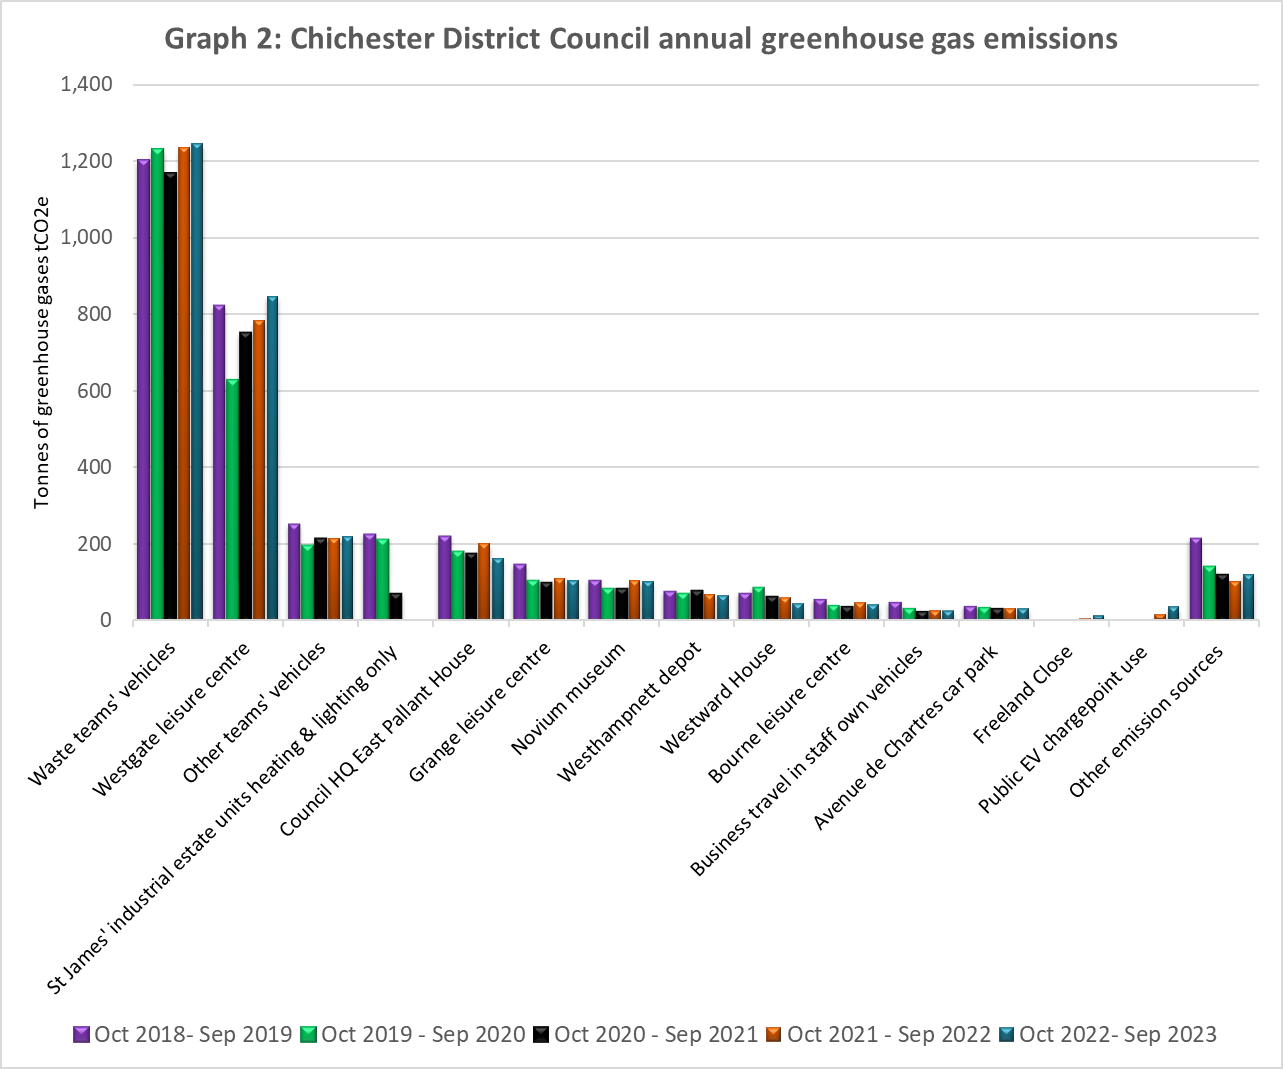 Graph 2: Chichester District Council annual greenhouse gas emissions
Tonnes of greenhouse gases tCO2e
1,400
1,200
1,000
800
600
400
200
0
Waste teams' vehicles
Westgate leisure centre
Other teams' vehicles
St James' industrial estate units heating & lighting only
Council HQ East Pallant House
Grange leisure centre
Novium museum
Westhampnett depot
Westward House
Bourne leisure centre
Business travel in staff own vehicles
Avenue de Chartres car park
Freeland Close
Public EV chargepoint use
Other emission sources
Oct 2018- Sep 2019 Oct 2019 - Sep 2020 Oct 2020 - Sep 2021 Oct 2021 - Sep 2022 Oct 2022- Sep 2023